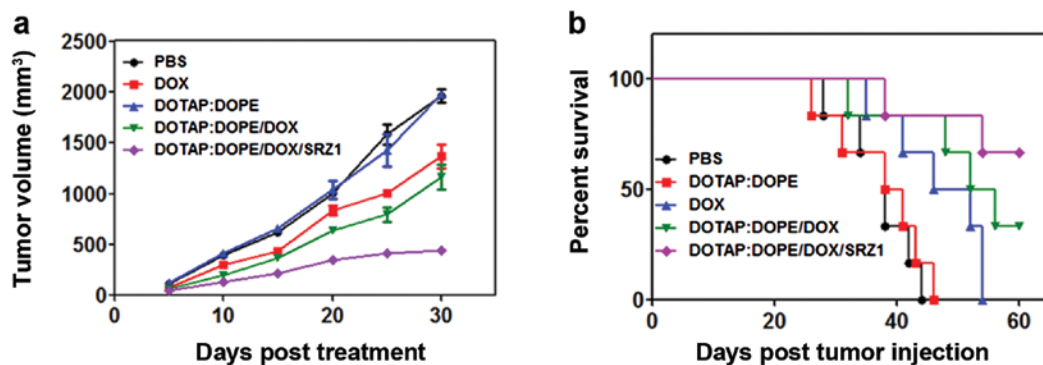 a
Tumor volume (mm³)
2500
2000
1500
1000
500
0
PBS
DOX
DOTAP:DOPE
DOTAP:DOPE/DOX
DOTAP:DOPE/DOX/SRZ1
0 10 20 30
Days post treatment
b
Percent survival
100
50
0
PBS
DOTAP:DOPE
DOX
DOTAP:DOPE/DOX
DOTAP:DOPE/DOX/SRZ1
0 20 40 60
Days post tumor injection